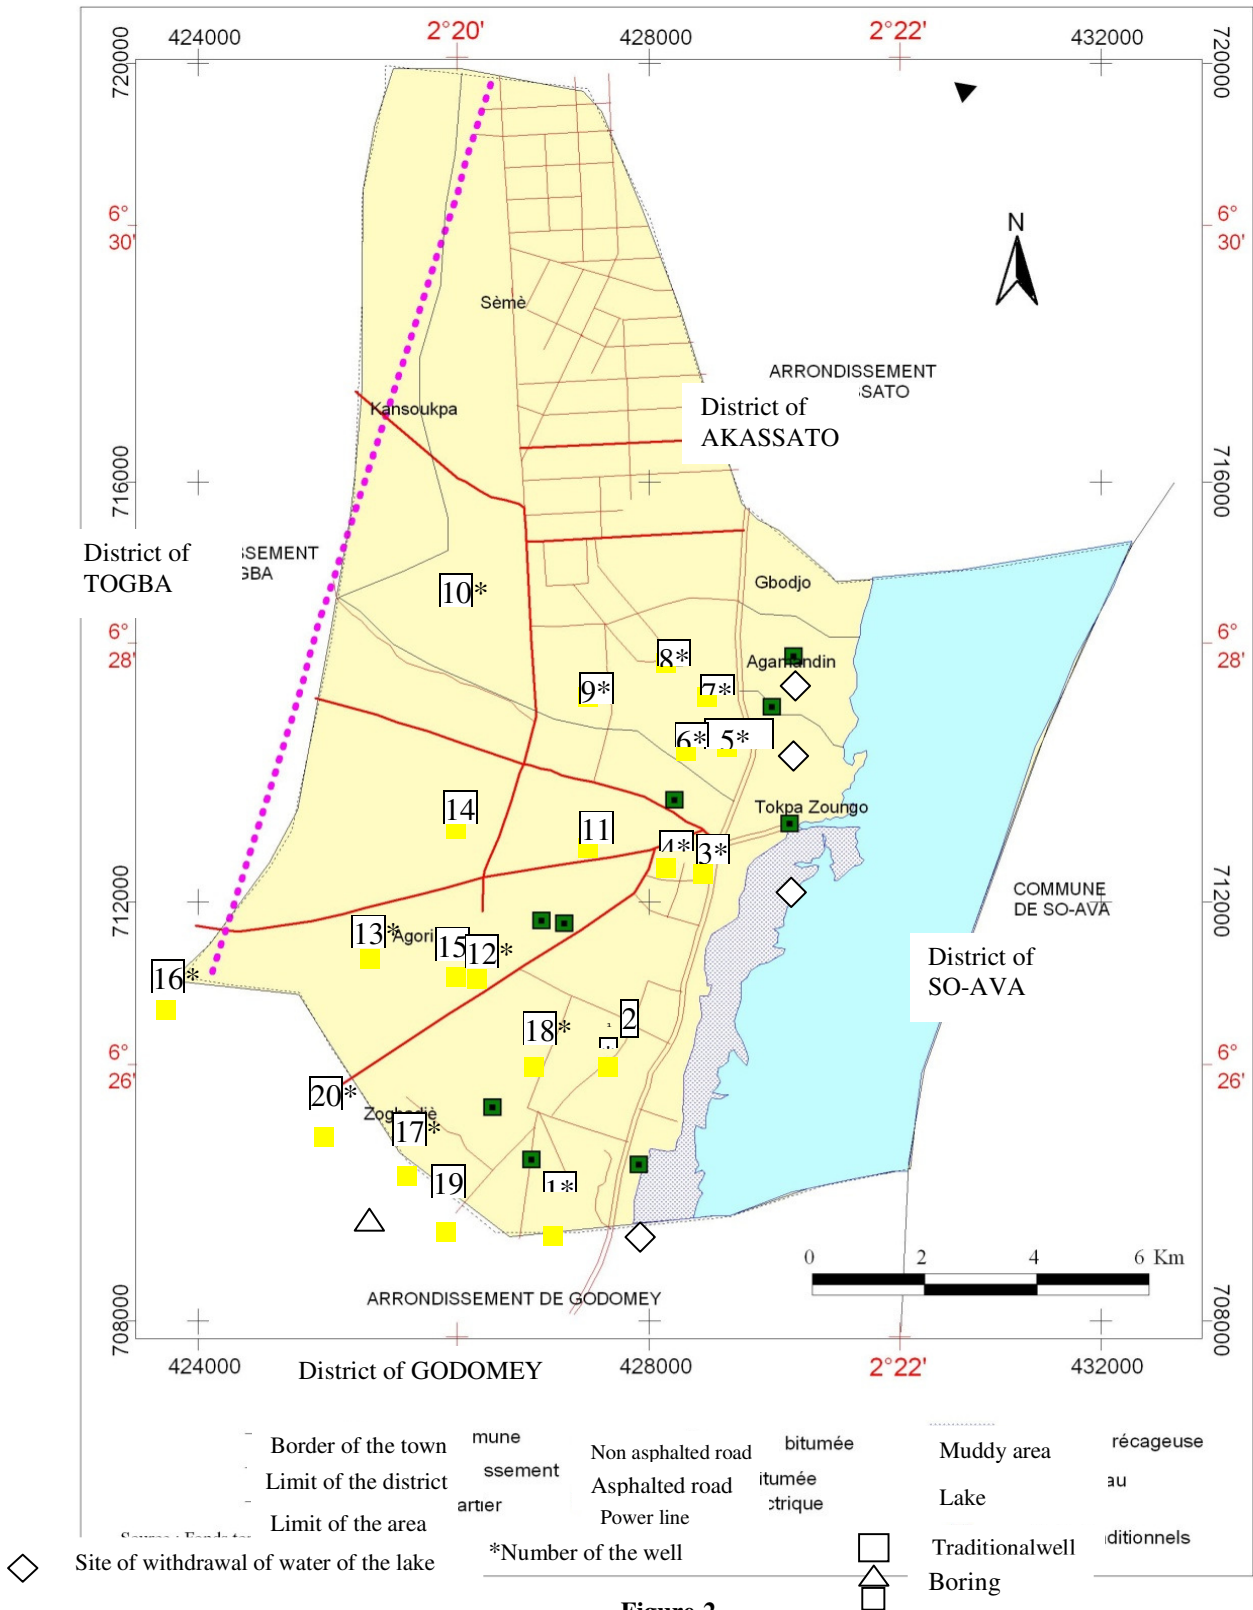 424000 2°20' 428000 2°22' 432000
720000
720000
6°
30'
6°
30'
N
Sèmè
ARRONDISSEMENT
SSATO
District of
AKASSATO
Kansoukpa
716000
716000
District of
TOGBA
SSEMENT
GBA
Gbodjo
10*
6°
28'
6°
28'
8*
Agamandin
9*
7*
6*
5*
14
11
Tokpa Zoungo
4*
3*
712000
712000
COMMUNE
DE SO-AVA
13*
Agori
15
12*
District of
SO-AVA
16*
18*
2
6°
26'
6°
26'
20*
Zogbadjè
17*
19
1*
0 2 4 6 Km
ARRONDISSEMENT DE GODOMEY
708000
708000
424000 428000 2°22' 432000
District of GODOMEY
Border of the town
mune
Non asphalted road
bitumée
Muddy area
récageuse
Limit of the district
ssement
Asphalted road
itumée
Lake
au
Limit of the area
artier
Power line
ctrique
Traditionalwell
ditionnels
Site of withdrawal of water of the lake
*Number of the well
Boring
Figure 2